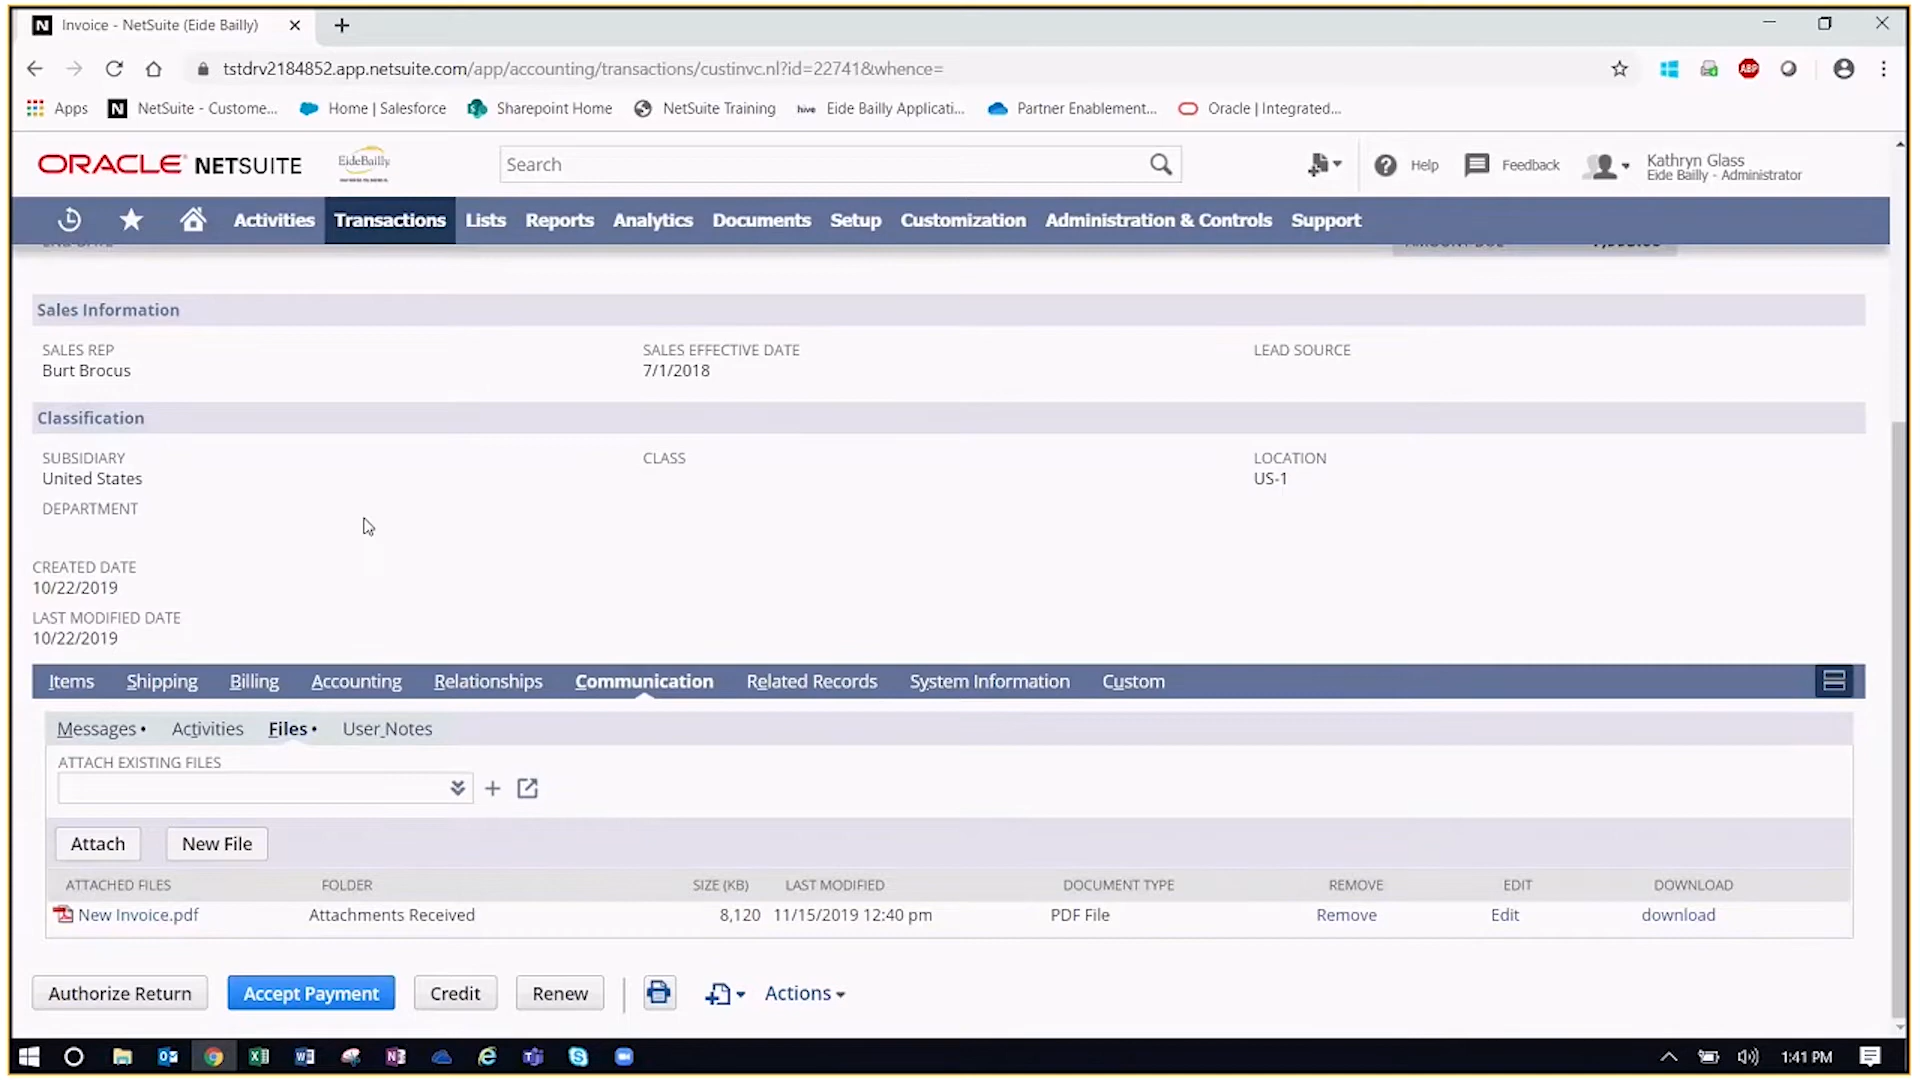 N Invoice - NetSuite (Eide Bailly)
tstdrv2184852.app.netsuite.com/app/accounting/transactions/custinvc.nl?id=22741&whence=
ABP
Apps N NetSuite - Custome... Home | Salesforce Sharepoint Home NetSuite Training hive Eide Bailly Applicati... Partner Enablement... Oracle | Integrated...
ORACLE NETSUITE EideBailly Search Help Feedback Kathryn Glass
Eide Bailly - Administrator
Activities Transactions Lists Reports Analytics Documents Setup Customization Administration & Controls Support
END DATE AMOUNT DUE
Sales Information
SALES REP SALES EFFECTIVE DATE LEAD SOURCE
Burt Brocus 7/1/2018
Classification
SUBSIDIARY CLASS LOCATION
United States US-1
DEPARTMENT
CREATED DATE
10/22/2019
LAST MODIFIED DATE
10/22/2019
Items Shipping Billing Accounting Relationships Communication Related Records System Information Custom
Messages • Activities Files • User Notes
ATTACH EXISTING FILES
Attach New File
ATTACHED FILES FOLDER SIZE (KB) LAST MODIFIED DOCUMENT TYPE REMOVE EDIT DOWNLOAD
New Invoice.pdf Attachments Received 8,120 11/15/2019 12:40 pm PDF File Remove Edit download
Authorize Return Accept Payment Credit Renew Actions
1:41 PM